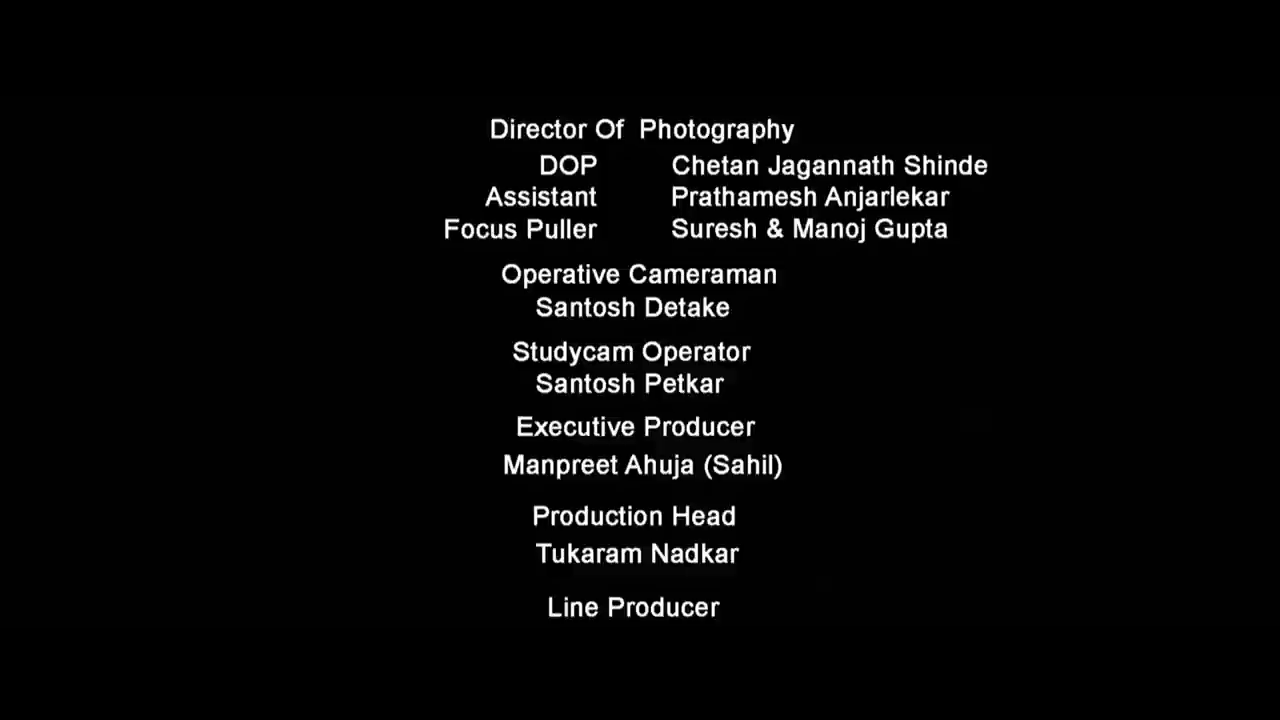 Director Of Photography
DOP Chetan Jagannath Shinde
Assistant Prathamesh Anjarlekar
Focus Puller Suresh & Manoj Gupta
Operative Cameraman
Santosh Detake
Studycam Operator
Santosh Petkar
Executive Producer
Manpreet Ahuja (Sahil)
Production Head
Tukaram Nadkar
Line Producer